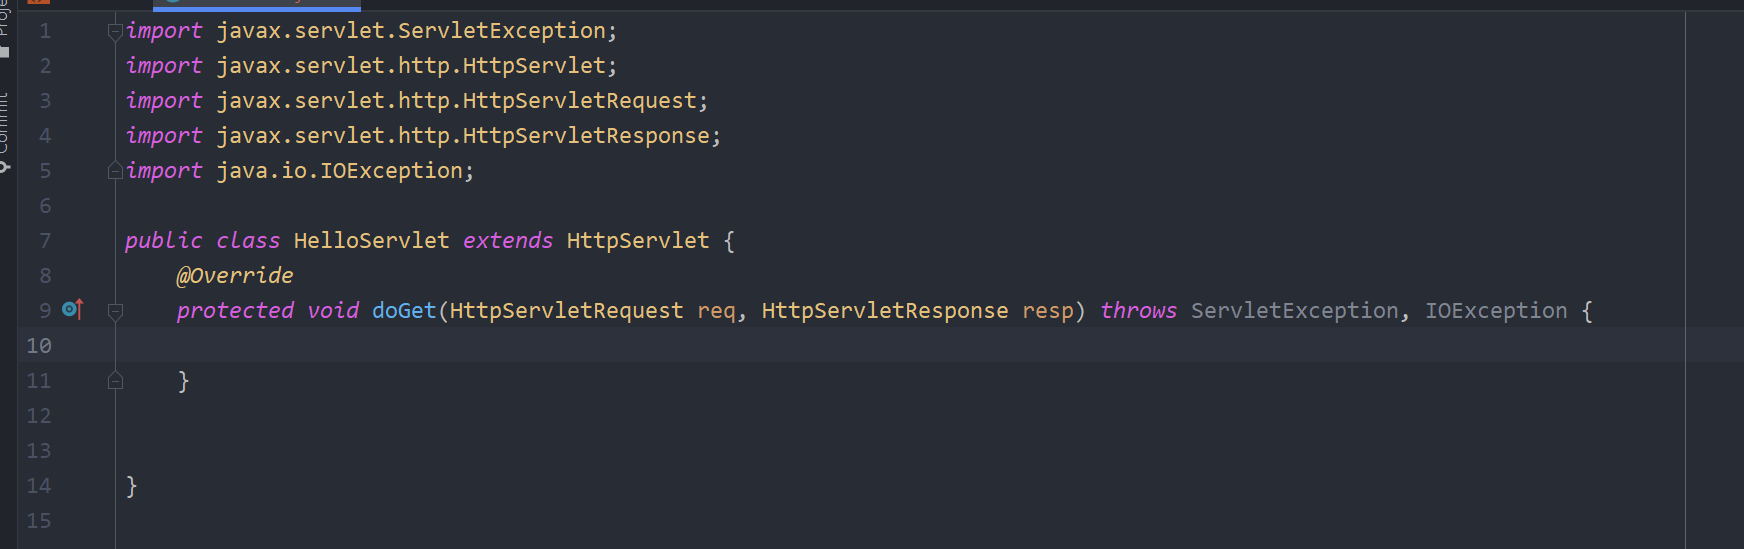 1 import javax.servlet.ServletException;
2 import javax.servlet.http.HttpServlet;
3 import javax.servlet.http.HttpServletRequest;
4 import javax.servlet.http.HttpServletResponse;
5 import java.io.IOException;
6
7 public class HelloServlet extends HttpServlet {
8 @Override
9 protected void doGet(HttpServletRequest req, HttpServletResponse resp) throws ServletException, IOException {
10
11 }
12
13
14 }
15
Commit